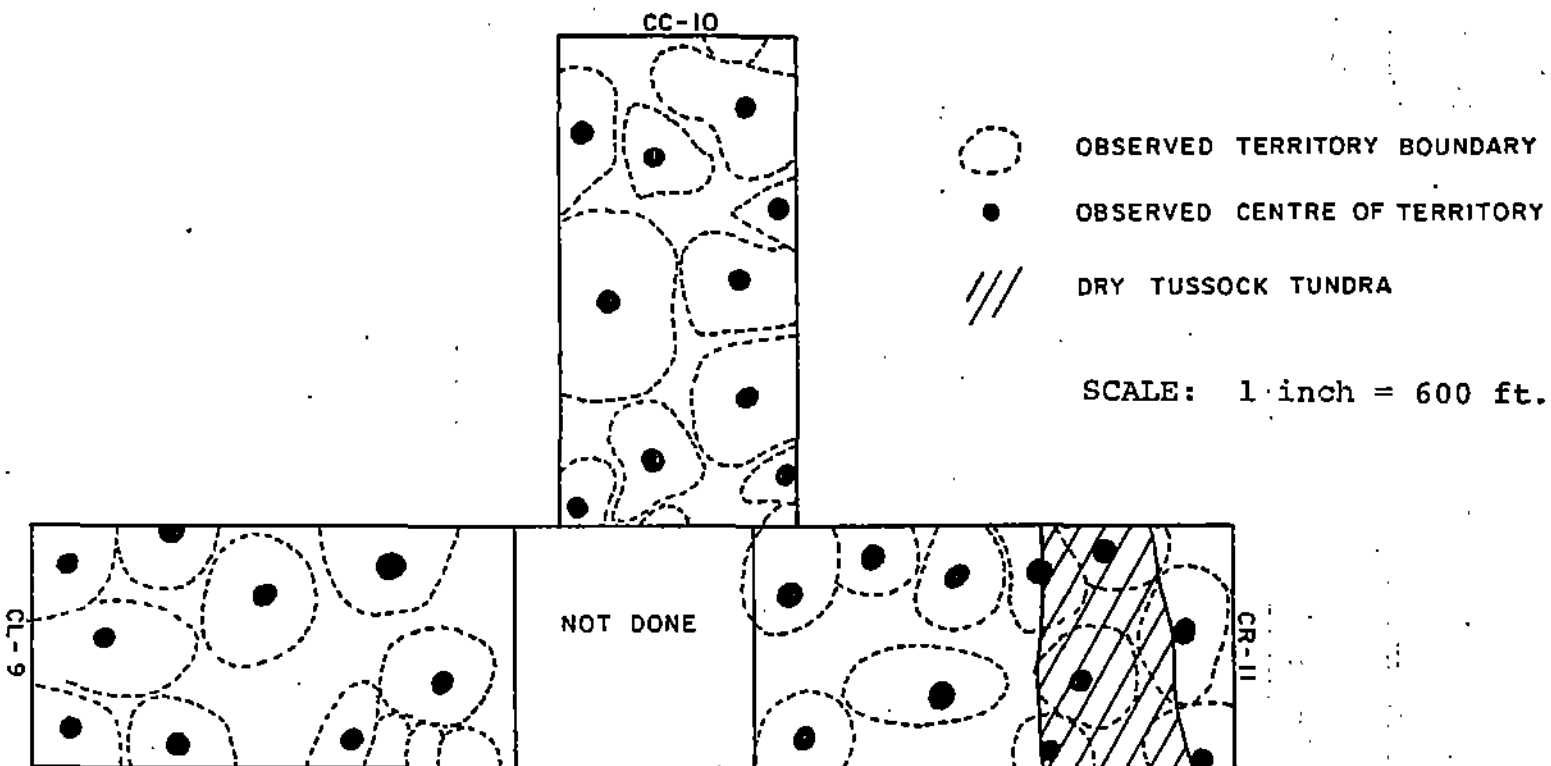 CC-10
OBSERVED TERRITORY BOUNDARY
OBSERVED CENTRE OF TERRITORY
DRY TUSSOCK TUNDRA
SCALE: 1 inch = 600 ft.
CL-9
NOT DONE
CR-11